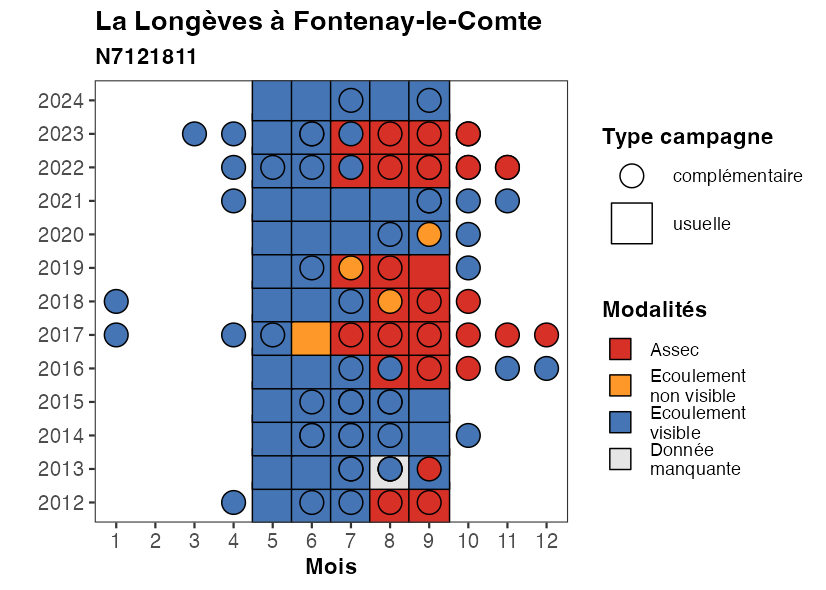 La Longèves à Fontenay-le-Comte
N7121811
2024
2023
2022
2021
2020
2019
2018
2017
2016
2015
2014
2013
2012
1 2 3 4 5 6 7 8 9 10 11 12
Mois
Type campagne
complémentaire
usuelle
Modalités
Assec
Ecoulement
non visible
Ecoulement
visible
Donnée
manquante